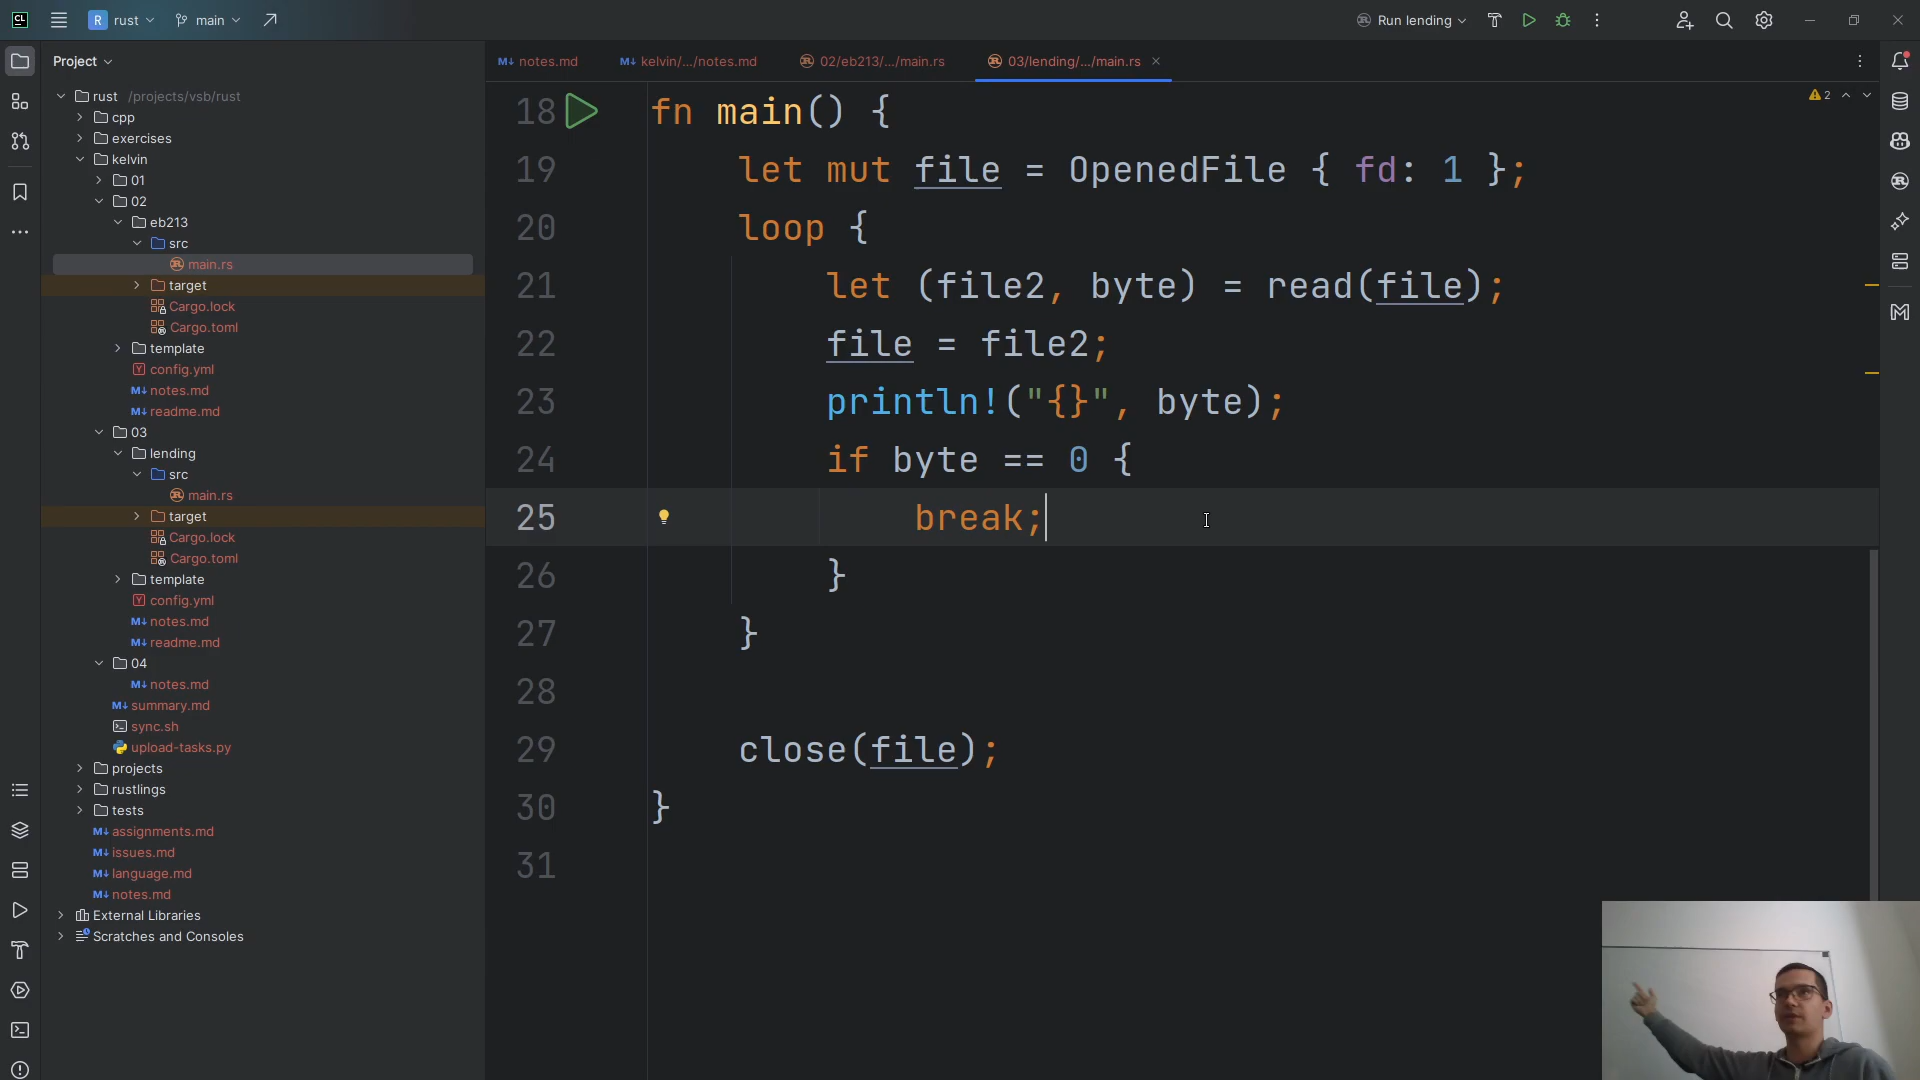 CL
R rust
main
Run lending
Project
notes.md
kelvin/.../notes.md
02/eb213/.../main.rs
03/lending/.../main.rs
2
rust /projects/vsb/rust
cpp
exercises
kelvin
01
02
eb213
src
main.rs
target
Cargo.lock
Cargo.toml
template
config.yml
notes.md
readme.md
03
lending
src
main.rs
target
Cargo.lock
Cargo.toml
template
config.yml
notes.md
readme.md
04
notes.md
summary.md
sync.sh
upload-tasks.py
projects
rustlings
tests
assignments.md
issues.md
language.md
notes.md
External Libraries
Scratches and Consoles
18 fn main() {
19 let mut file = OpenedFile { fd: 1 };
20 loop {
21 let (file2, byte) = read(file);
22 file = file2;
23 println!("{}", byte);
24 if byte == 0 {
25 break;
26 }
27 }
28
29 close(file);
30 }
31